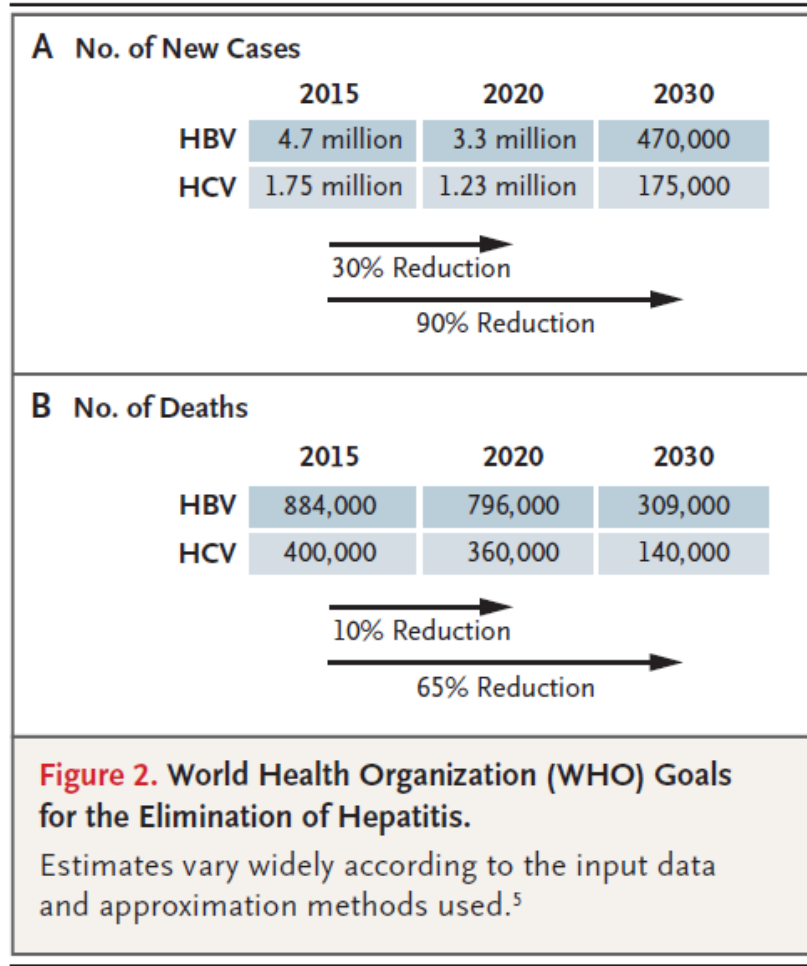 A No. of New Cases
2015 2020 2030
HBV 4.7 million 3.3 million 470,000
HCV 1.75 million 1.23 million 175,000
30% Reduction
90% Reduction
B No. of Deaths
2015 2020 2030
HBV 884,000 796,000 309,000
HCV 400,000 360,000 140,000
10% Reduction
65% Reduction
Figure 2. World Health Organization (WHO) Goals
for the Elimination of Hepatitis.
Estimates vary widely according to the input data
and approximation methods used.⁵